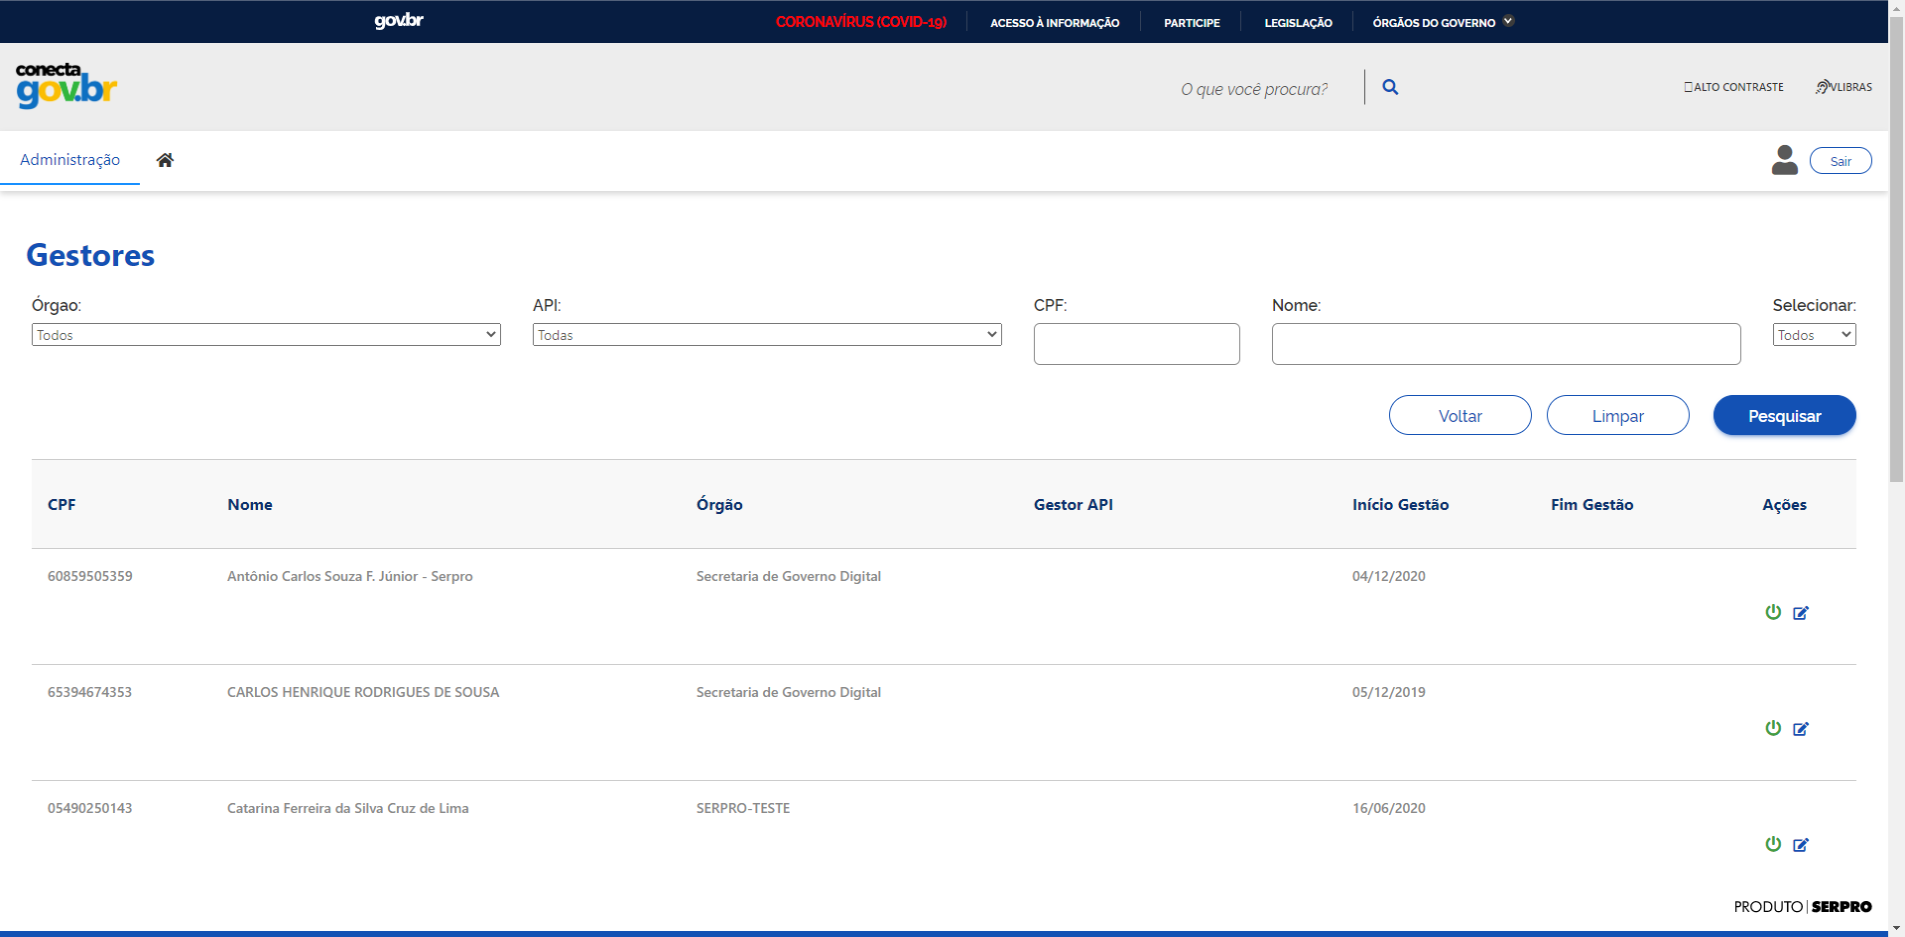 gov.br
CORONAVÍRUS (COVID-19)
ACESSO À INFORMAÇÃO
PARTICIPE
LEGISLAÇÃO
ÓRGÃOS DO GOVERNO
conecta
gov.br
O que você procura?
ALTO CONTRASTE
VLIBRAS
Administração
Sair
Gestores
Órgao:
API:
CPF:
Nome:
Selecionar:
Todos
Todas
Todos
Voltar
Limpar
Pesquisar
CPF Nome Órgão Gestor API Início Gestão Fim Gestão Ações
60859505359 Antônio Carlos Souza F. Júnior - Serpro Secretaria de Governo Digital 04/12/2020
65394674353 CARLOS HENRIQUE RODRIGUES DE SOUSA Secretaria de Governo Digital 05/12/2019
05490250143 Catarina Ferreira da Silva Cruz de Lima SERPRO-TESTE 16/06/2020
PRODUTO | SERPRO